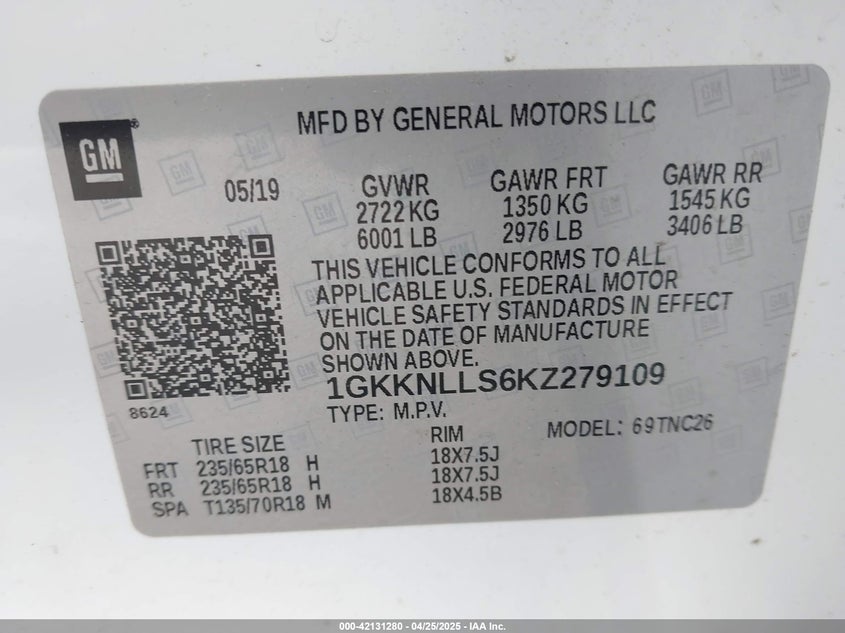 MFD BY GENERAL MOTORS LLC
GM
05/19
GVWR GAWR FRT GAWR RR
2722 KG 1350 KG 1545 KG
6001 LB 2976 LB 3406 LB
THIS VEHICLE CONFORMS TO ALL
APPLICABLE U.S. FEDERAL MOTOR
VEHICLE SAFETY STANDARDS IN EFFECT
ON THE DATE OF MANUFACTURE
SHOWN ABOVE.
1GKKNLLS6KZ279109
8624
TYPE: M.P.V. MODEL: 69TNC26
TIRE SIZE RIM
FRT 235/65R18 H 18X7.5J
RR 235/65R18 H 18X7.5J
SPA T135/70R18 M 18X4.5B
000-42131280 - 04/25/2025 - IAA Inc.